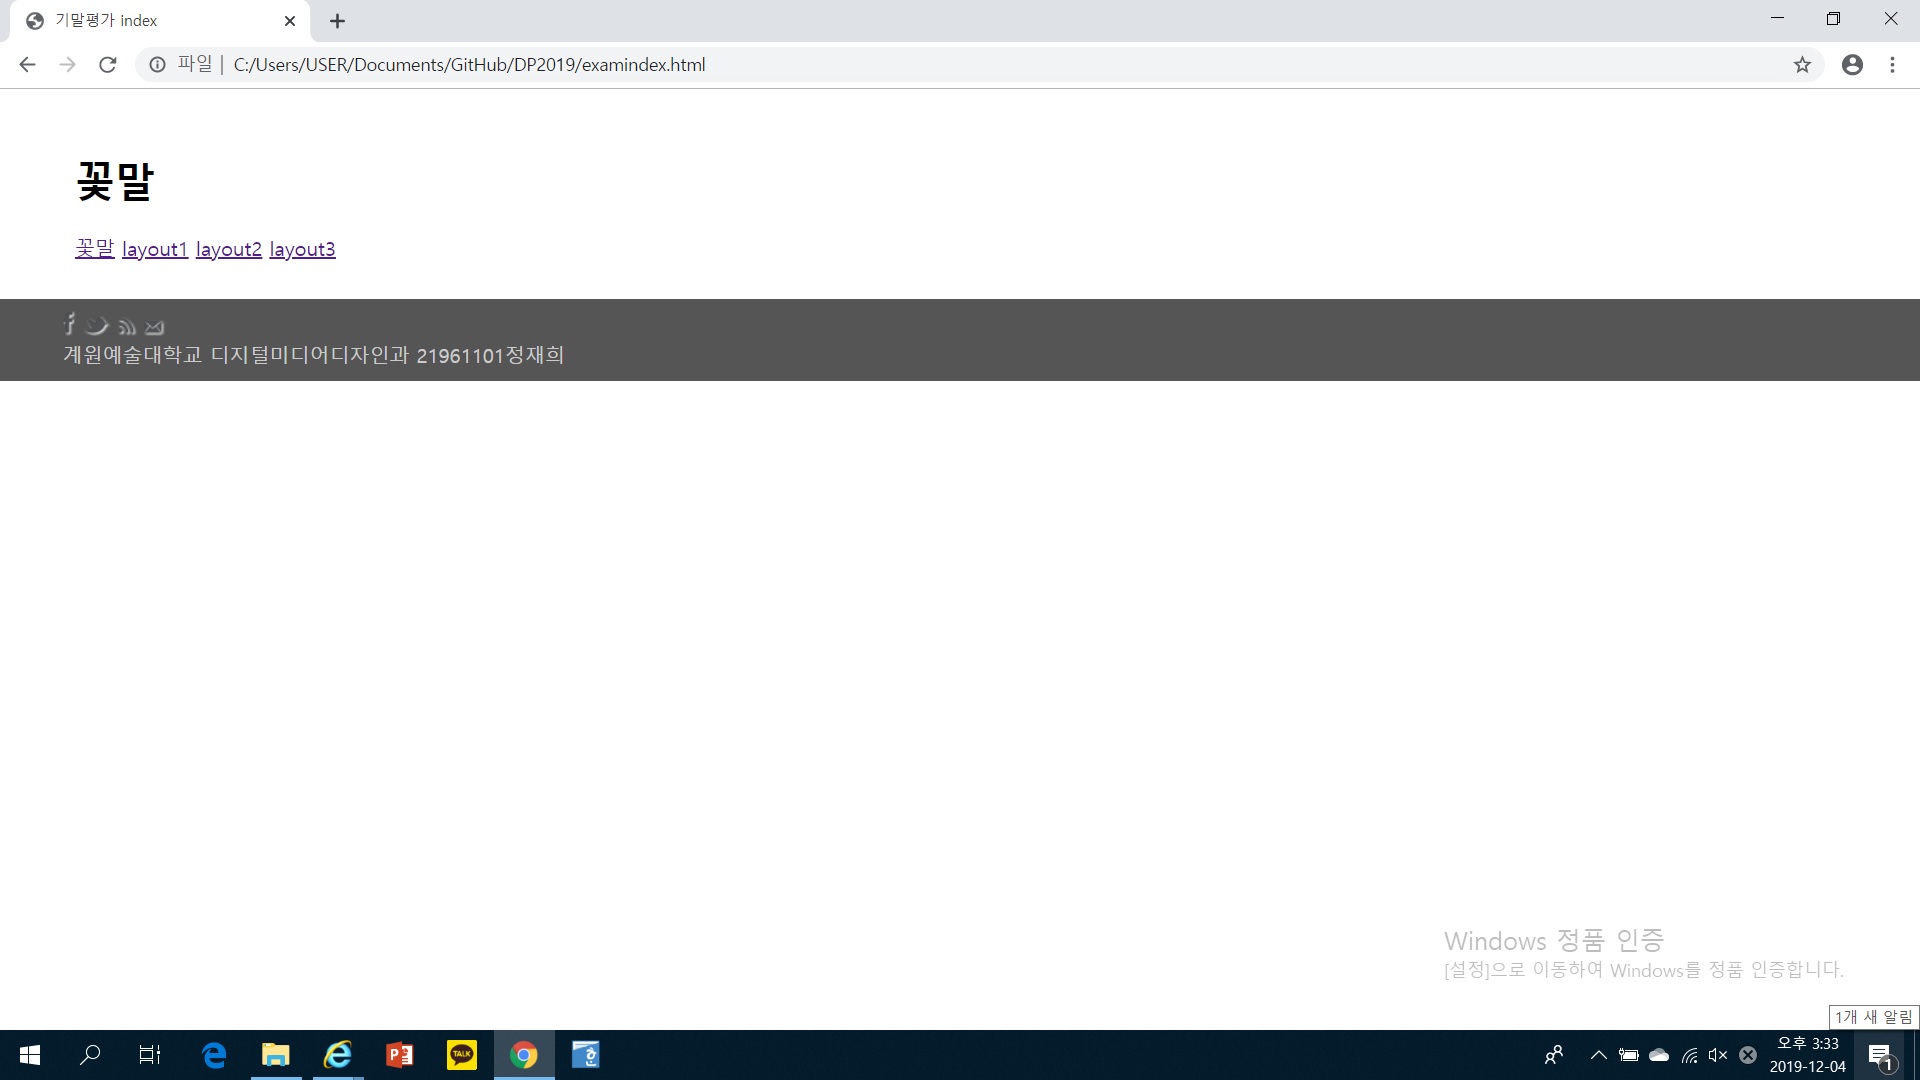 기말평가 index
파일 | C:/Users/USER/Documents/GitHub/DP2019/examindex.html
꽃말
꽃말 layout1 layout2 layout3
계원예술대학교 디지털미디어디자인과 21961101정재희
Windows 정품 인증
[설정]으로 이동하여 Windows를 정품 인증합니다.
1개 새 알림
TALK
오후 3:33
2019-12-04
1